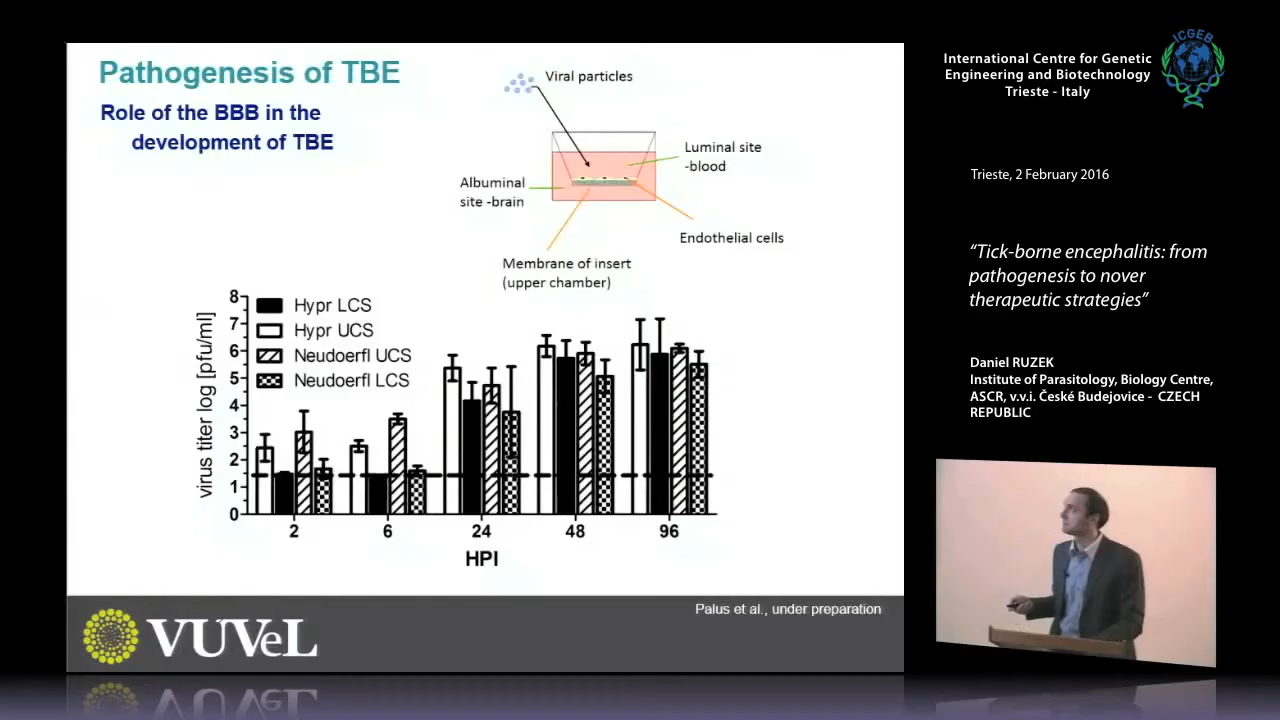 Pathogenesis of TBE
Role of the BBB in the
development of TBE
Viral particles
Luminal site
-blood
Albuminal
site -brain
Endothelial cells
Membrane of insert
(upper chamber)
8
7
6
5
4
3
2
1
0
virus titer log [pfu/ml]
Hypr LCS
Hypr UCS
Neudoerfl UCS
Neudoerfl LCS
2 6 24 48 96
HPI
Palus et al., under preparation
VUVeL
International Centre for Genetic
Engineering and Biotechnology
Trieste - Italy
ICGEB
Trieste, 2 February 2016
“Tick-borne encephalitis: from
pathogenesis to nover
therapeutic strategies”
Daniel RUZEK
Institute of Parasitology, Biology Centre,
ASCR, v.v.i. České Budejovice - CZECH
REPUBLIC